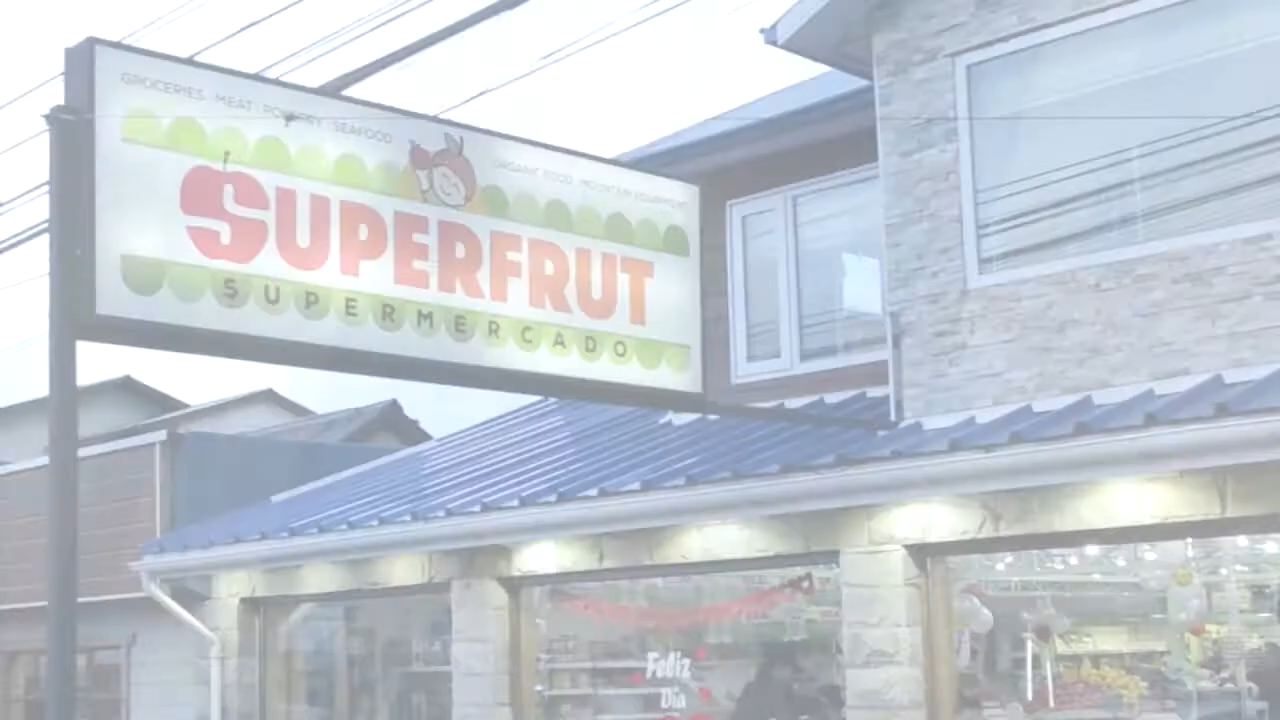 GROCERIES | MEAT | POULTRY | SEAFOOD
ORGANIC FOOD | MOUNTAIN EQUIPMENT
SUPERFRUT
SUPERMERCADO
Feliz
Día